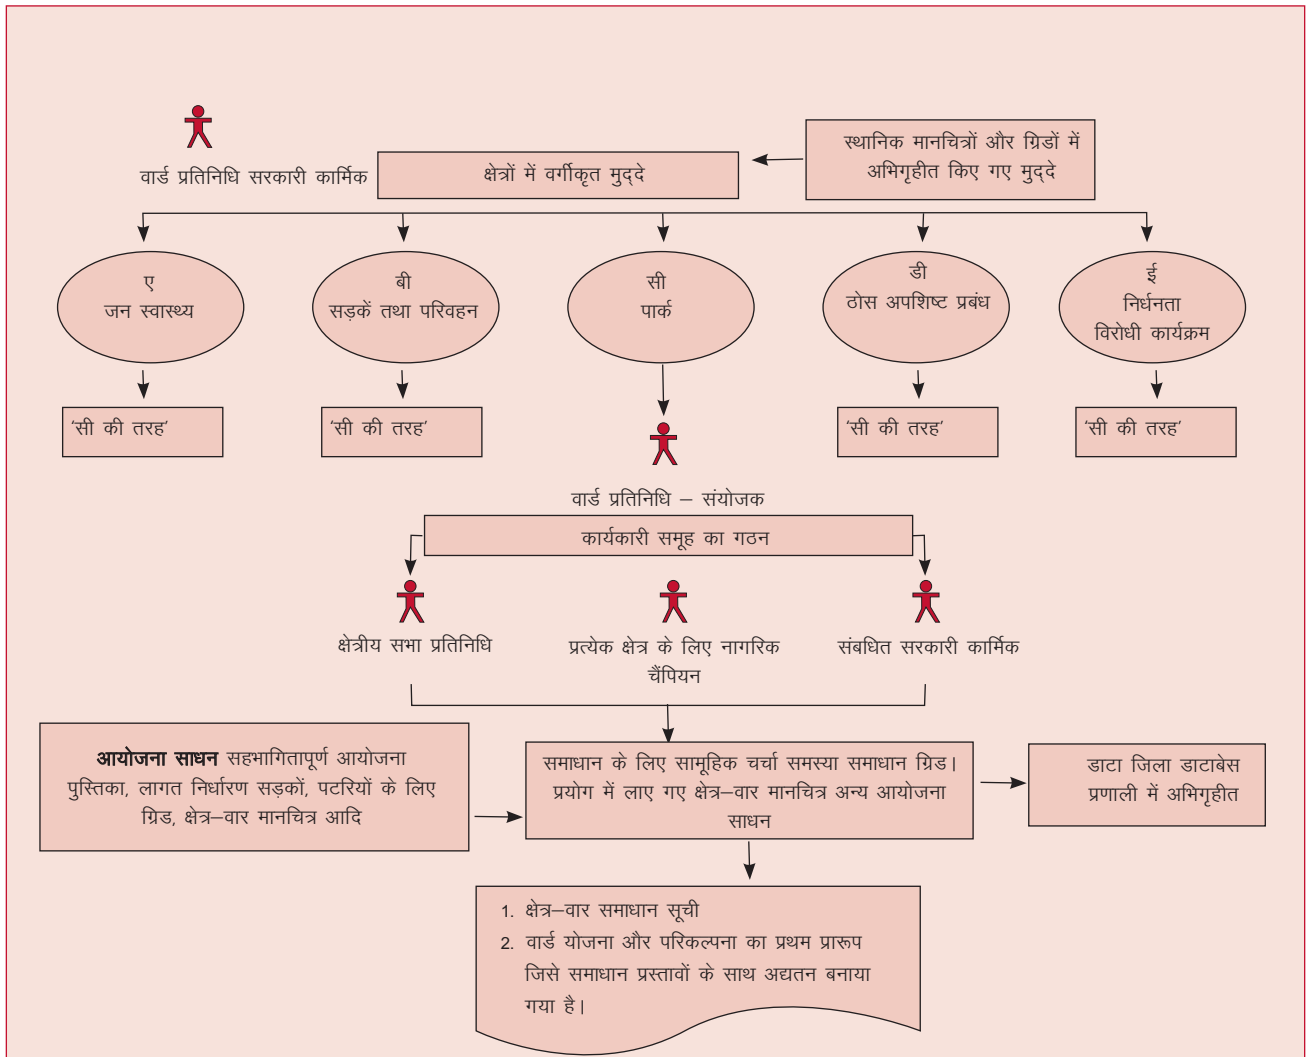 स्थानिक मानचित्रों और ग्रिडों में
अभिगृहीत किए गए मुद्दे
वार्ड प्रतिनिधि सरकारी कार्मिक
क्षेत्रों में वर्गीकृत मुद्दे
ए
जन स्वास्थ्य
बी
सड़कें तथा परिवहन
सी
पार्क
डी
ठोस अपशिष्ट प्रबंध
ई
निर्धनता
विरोधी कार्यक्रम
'सी की तरह'
'सी की तरह'
'सी की तरह'
'सी की तरह'
वार्ड प्रतिनिधि – संयोजक
कार्यकारी समूह का गठन
क्षेत्रीय सभा प्रतिनिधि
प्रत्येक क्षेत्र के लिए नागरिक
चैंपियन
संबधित सरकारी कार्मिक
आयोजना साधन सहभागितापूर्ण आयोजना
पुस्तिका, लागत निर्धारण सड़कों, पटरियों के लिए
ग्रिड, क्षेत्र–वार मानचित्र आदि
समाधान के लिए सामूहिक चर्चा समस्या समाधान ग्रिड।
प्रयोग में लाए गए क्षेत्र–वार मानचित्र अन्य आयोजना
साधन
डाटा जिला डाटाबेस
प्रणाली में अभिगृहीत
1. क्षेत्र–वार समाधान सूची
2. वार्ड योजना और परिकल्पना का प्रथम प्रारूप
जिसे समाधान प्रस्तावों के साथ अद्यतन बनाया
गया है।